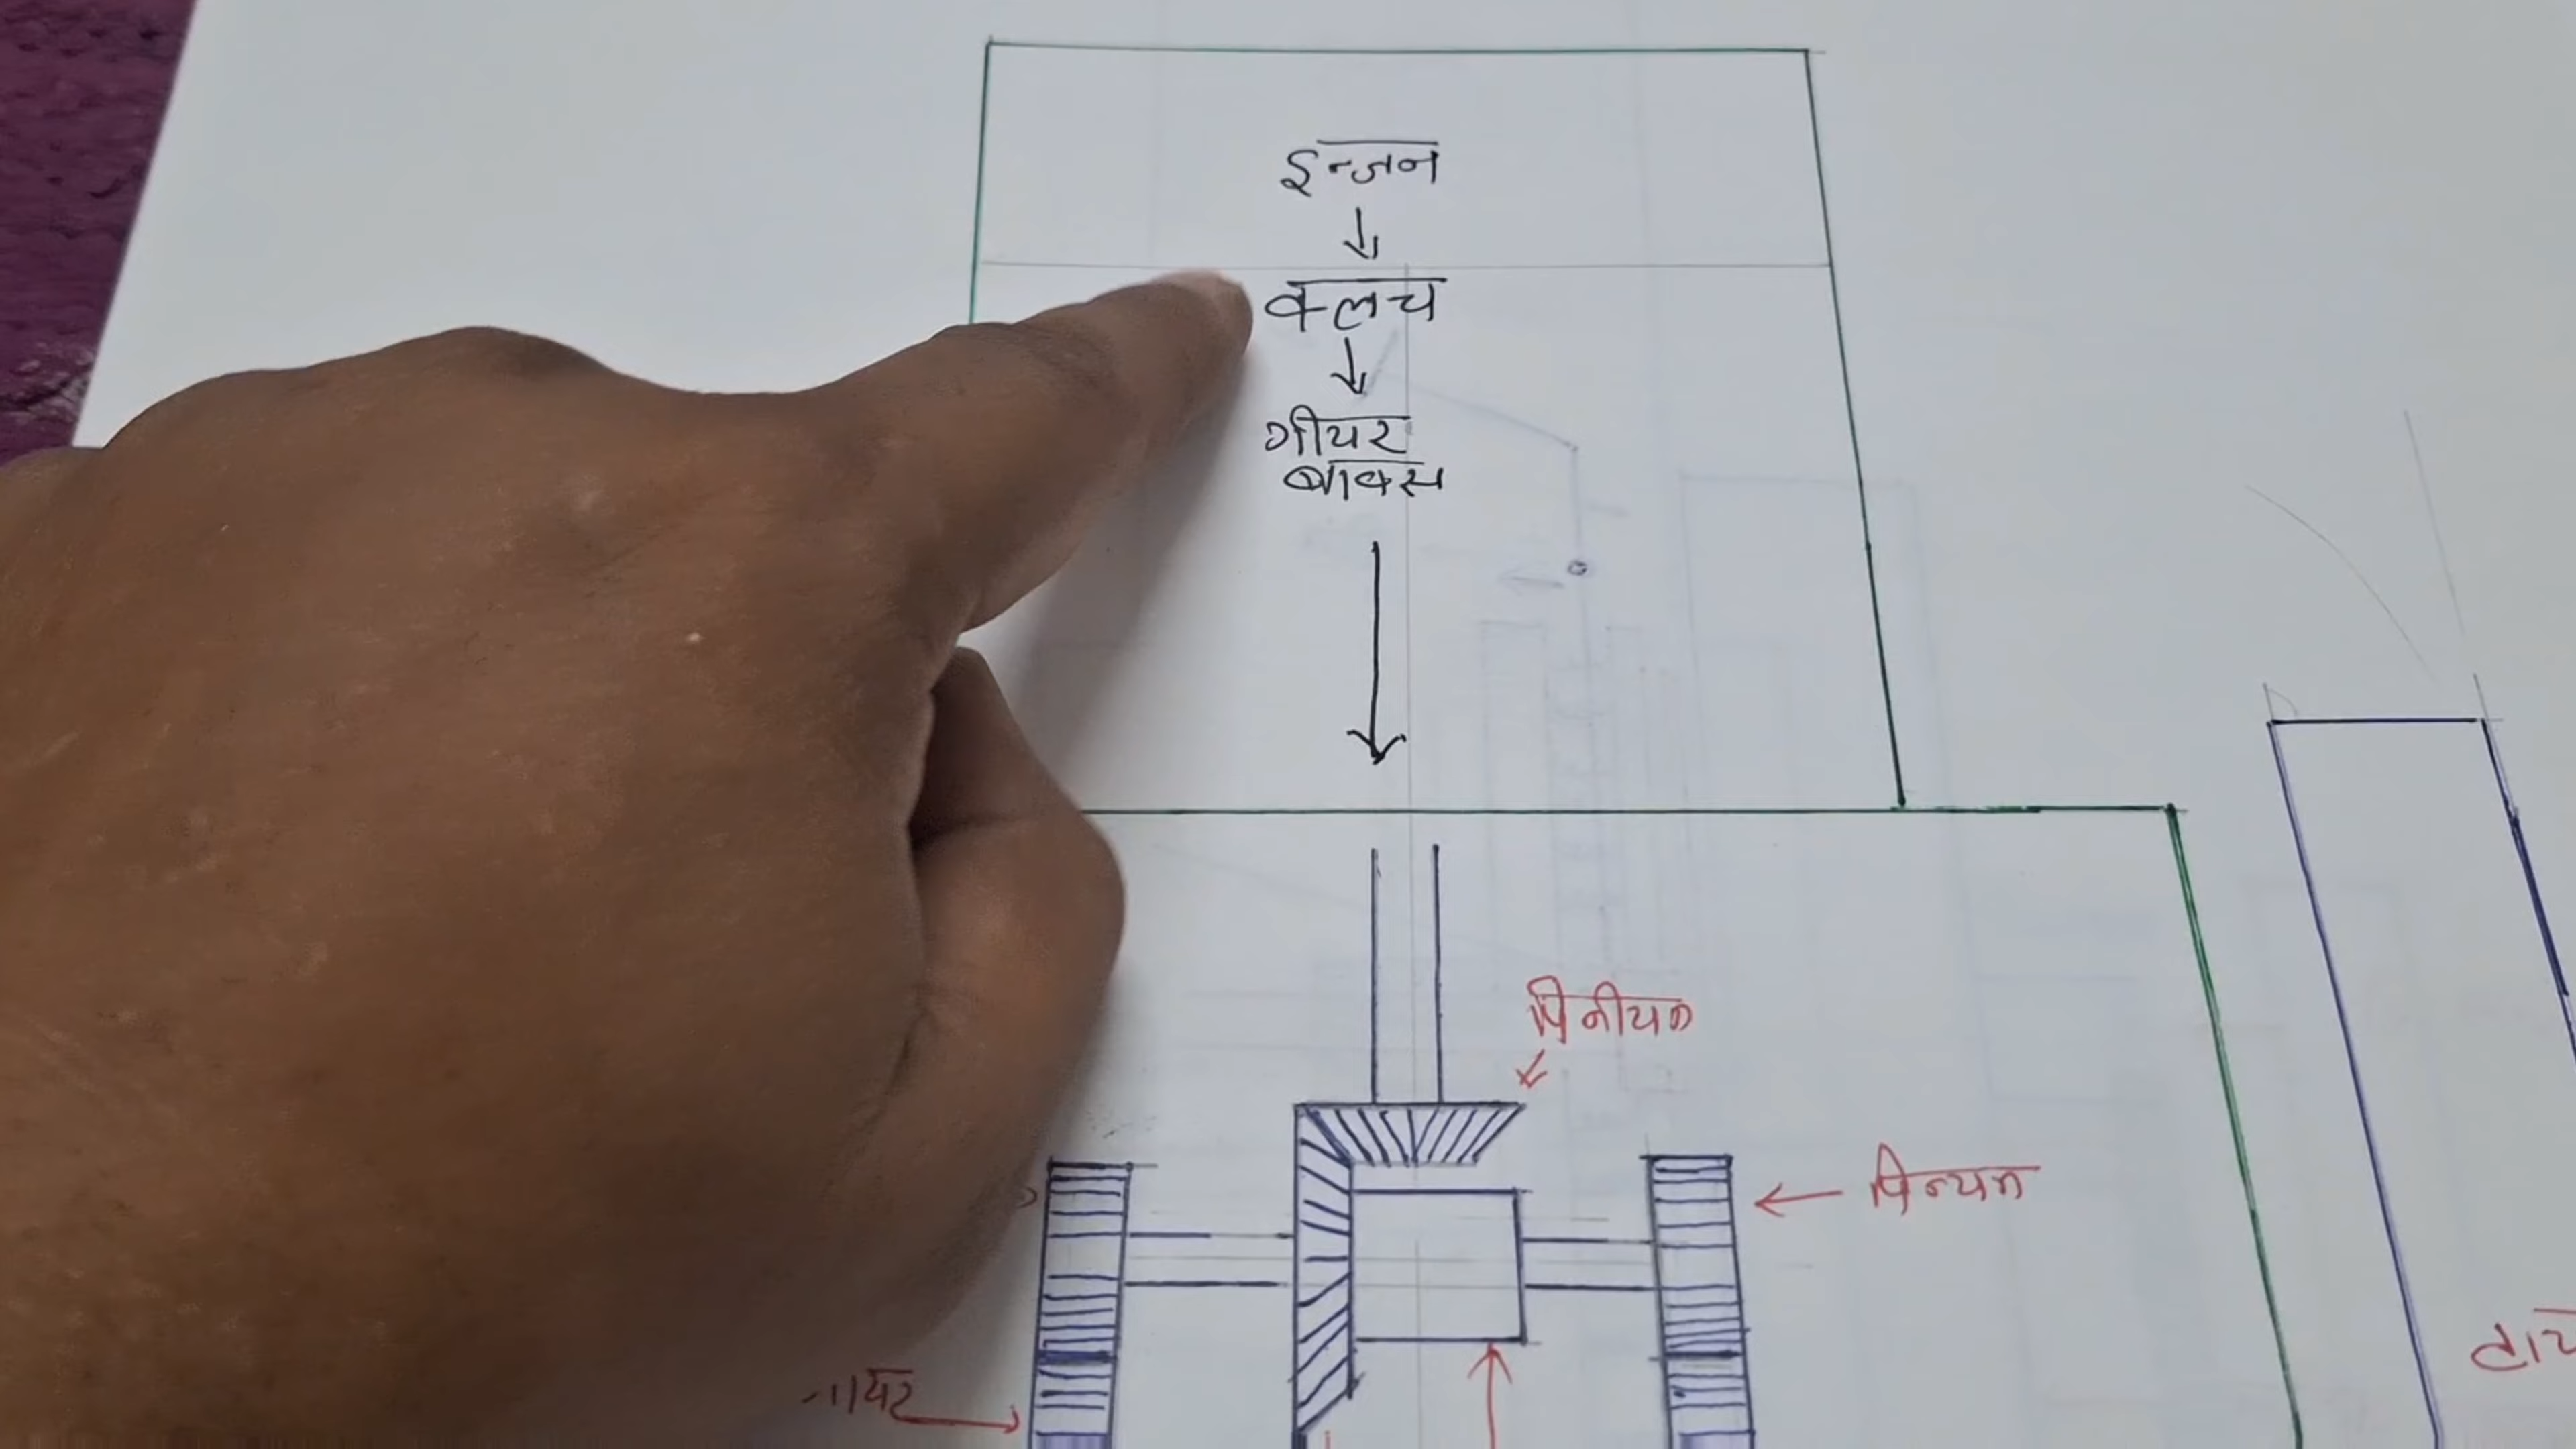 इन्जन
क्लच
गीयर
बाक्स
पिनीयन
पिन्यन